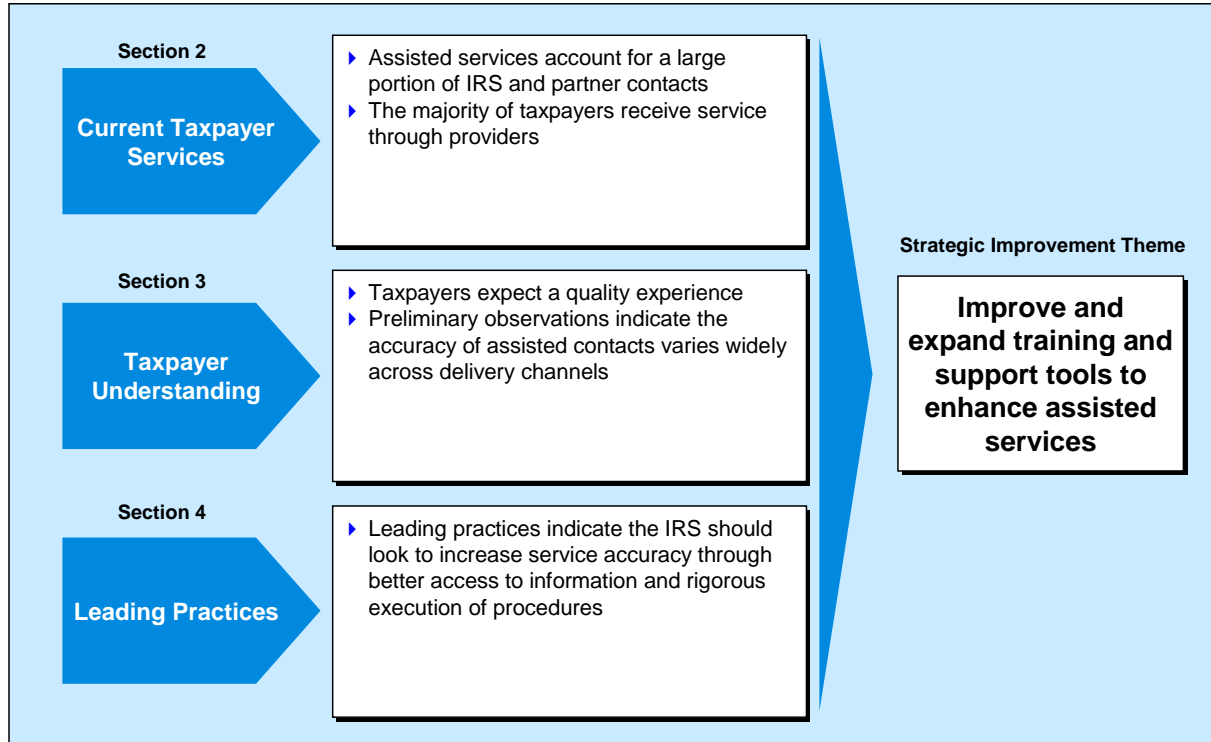 Section 2
Current Taxpayer
Services
Assisted services account for a large
portion of IRS and partner contacts
The majority of taxpayers receive service
through providers
Section 3
Taxpayer
Understanding
Taxpayers expect a quality experience
Preliminary observations indicate the
accuracy of assisted contacts varies widely
across delivery channels
Section 4
Leading Practices
Leading practices indicate the IRS should
look to increase service accuracy through
better access to information and rigorous
execution of procedures
Strategic Improvement Theme
Improve and
expand training and
support tools to
enhance assisted
services